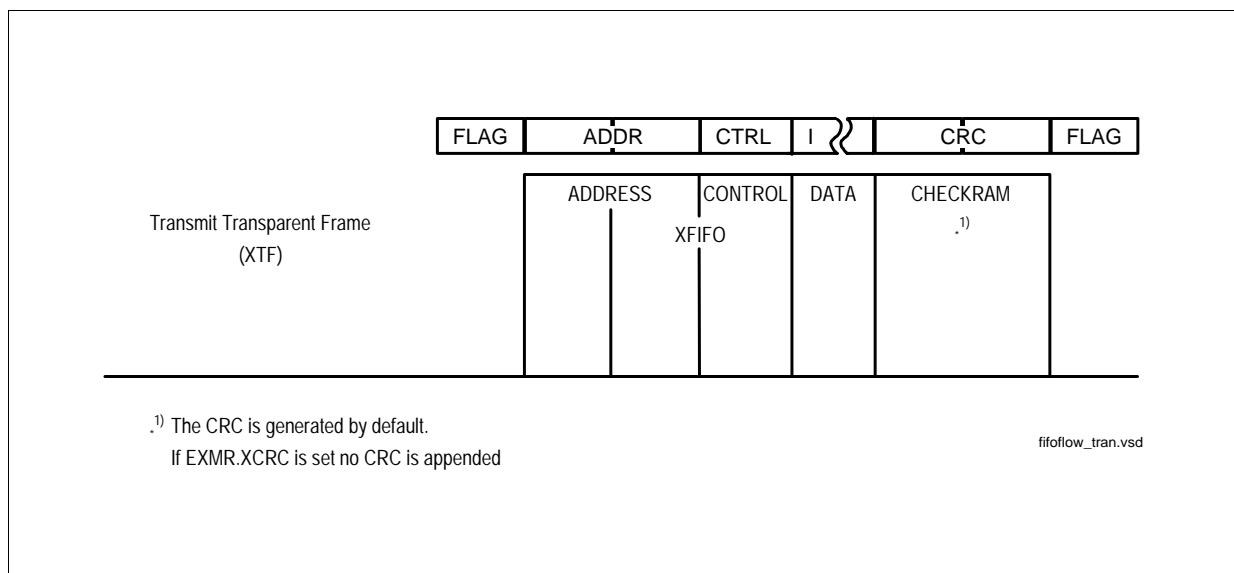 FLAG ADDR CTRL I CRC FLAG
ADDRESS CONTROL DATA CHECKRAM
Transmit Transparent Frame XFIFO .1)
(XTF)
.1) The CRC is generated by default.
If EXMR.XCRC is set no CRC is appended
fifoflow_tran.vsd